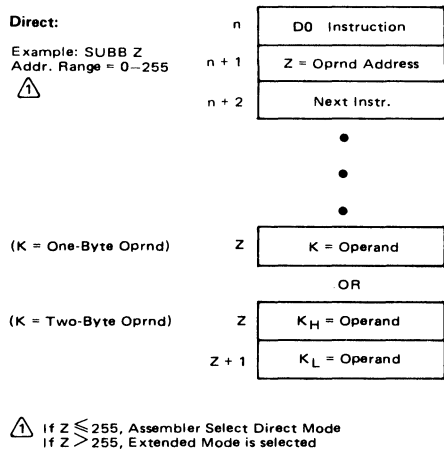 Direct:
Example: SUBB Z
Addr. Range = 0–255
⚠1
n D0 Instruction
n + 1 Z = Oprnd Address
n + 2 Next Instr.
(K = One-Byte Oprnd) Z K = Operand
OR
(K = Two-Byte Oprnd) Z KH = Operand
Z + 1 KL = Operand
1 If Z ≤ 255, Assembler Select Direct Mode
If Z > 255, Extended Mode is selected